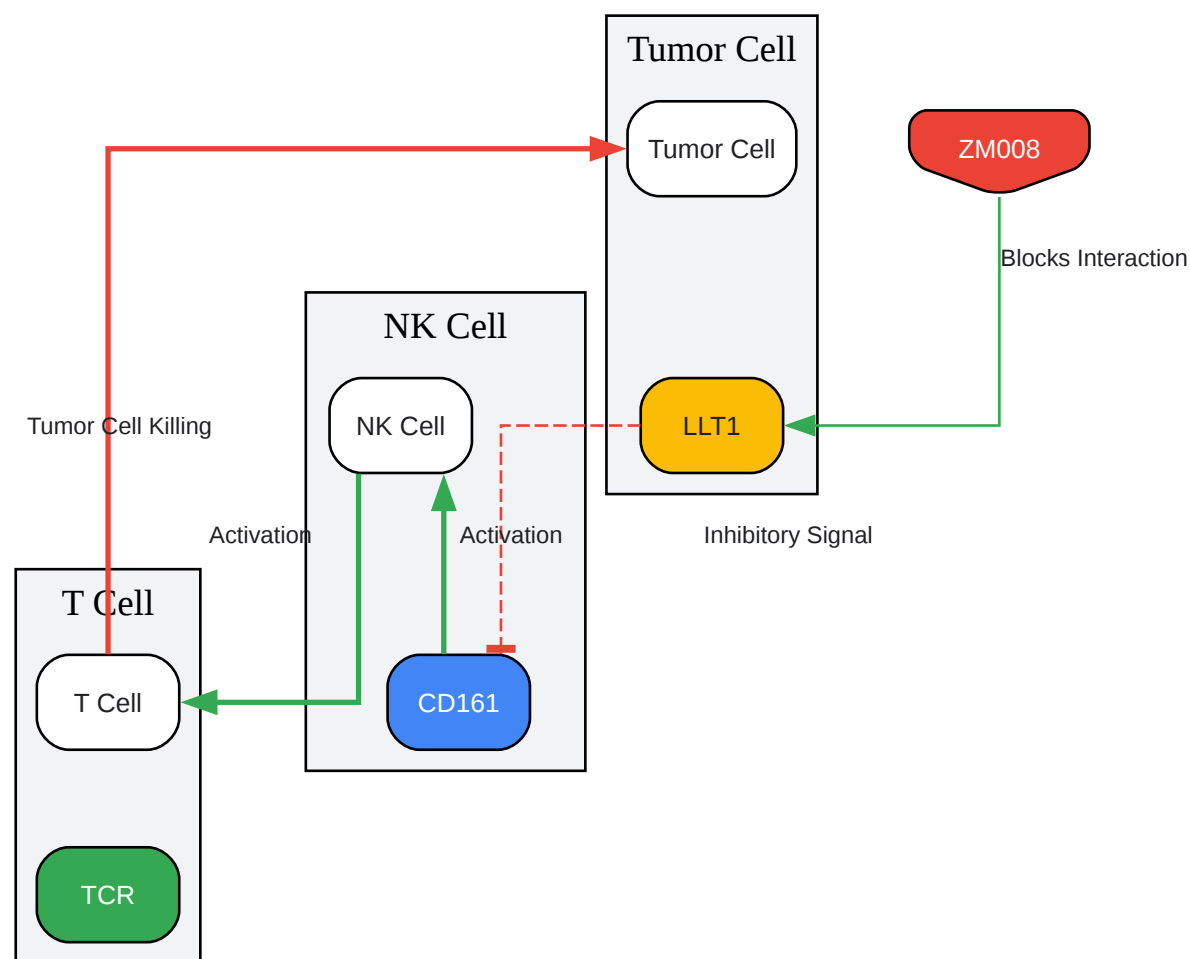 Tumor Cell
Tumor Cell
ZM008
Blocks Interaction
NK Cell
NK Cell
LLT1
Tumor Cell Killing
Activation
Activation
Inhibitory Signal
T Cell
T Cell
CD161
TCR